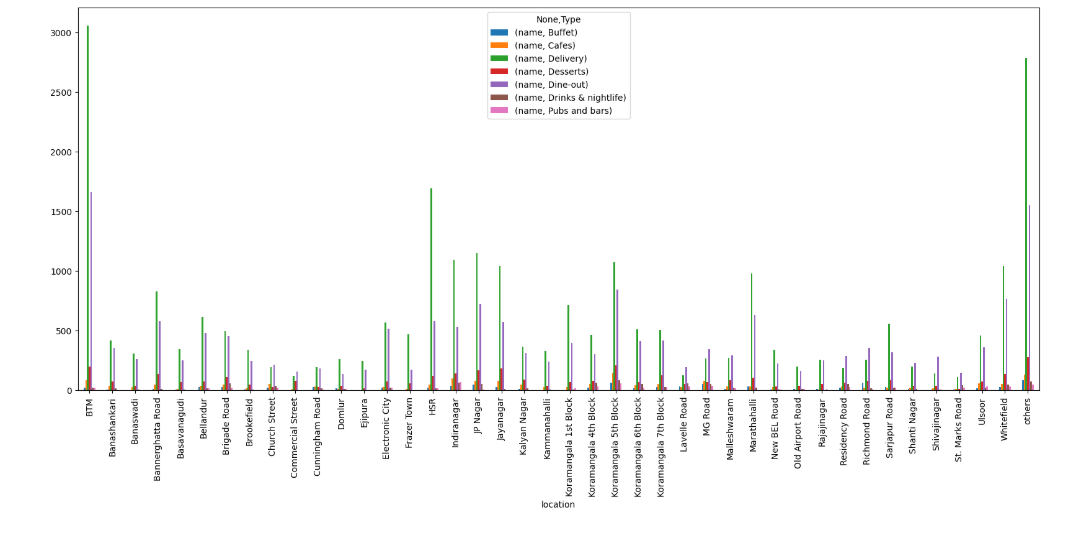 None,Type
(name, Buffet)
(name, Cafes)
(name, Delivery)
(name, Desserts)
(name, Dine-out)
(name, Drinks & nightlife)
(name, Pubs and bars)
3000
2500
2000
1500
1000
500
0
BTM
Banashankari
Banaswadi
Bannerghatta Road
Basavanagudi
Bellandur
Brigade Road
Brookefield
Church Street
Commercial Street
Cunningham Road
Domlur
Ejipura
Electronic City
Frazer Town
HSR
Indiranagar
JP Nagar
Jayanagar
Kalyan Nagar
Kammanahalli
Koramangala 1st Block
Koramangala 4th Block
Koramangala 5th Block
Koramangala 6th Block
Koramangala 7th Block
Lavelle Road
MG Road
Malleshwaram
Marathahalli
New BEL Road
Old Airport Road
Rajajinagar
Residency Road
Richmond Road
Sarjapur Road
Shanti Nagar
Shivajinagar
St. Marks Road
Ulsoor
Whitefield
others
location